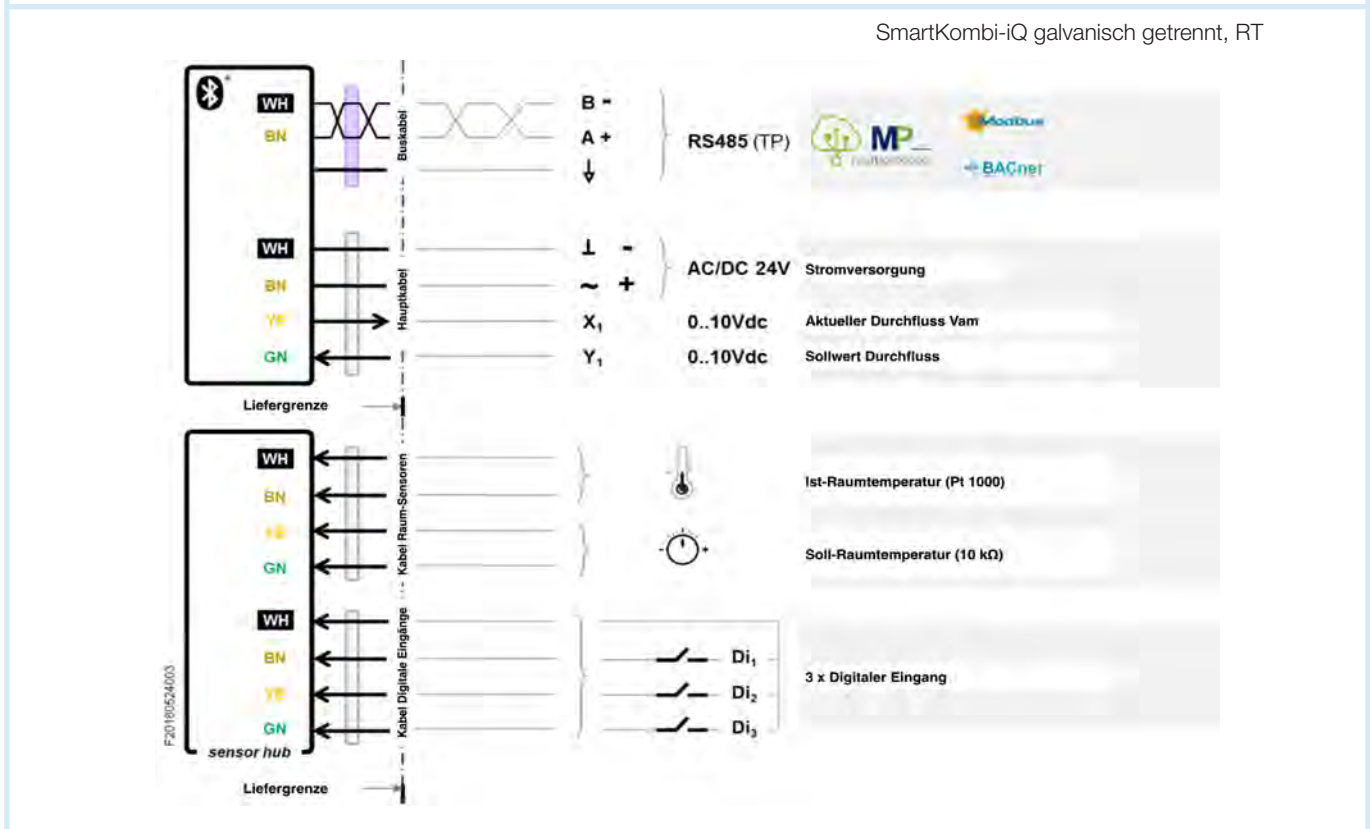 SmartKombi-iQ galvanisch getrennt, RT
WH
BN
Buskabel
B -
A +
RS485 (TP)
MP
Modbus
BACnet
WH
BN
YE
GN
Hauptkabel
⊥ -
~ +
AC/DC 24V
Stromversorgung
X₁
0..10Vdc
Aktueller Durchfluss Vam
Y₁
0..10Vdc
Sollwert Durchfluss
Liefergrenze
WH
BN
YE
GN
Kabel Raum-Sensoren
Ist-Raumtemperatur (Pt 1000)
- +
Soll-Raumtemperatur (10 kΩ)
WH
BN
YE
GN
Kabel Digitale Eingänge
Di₁
Di₂
Di₃
3 x Digitaler Eingang
sensor hub
F20160524003
Liefergrenze